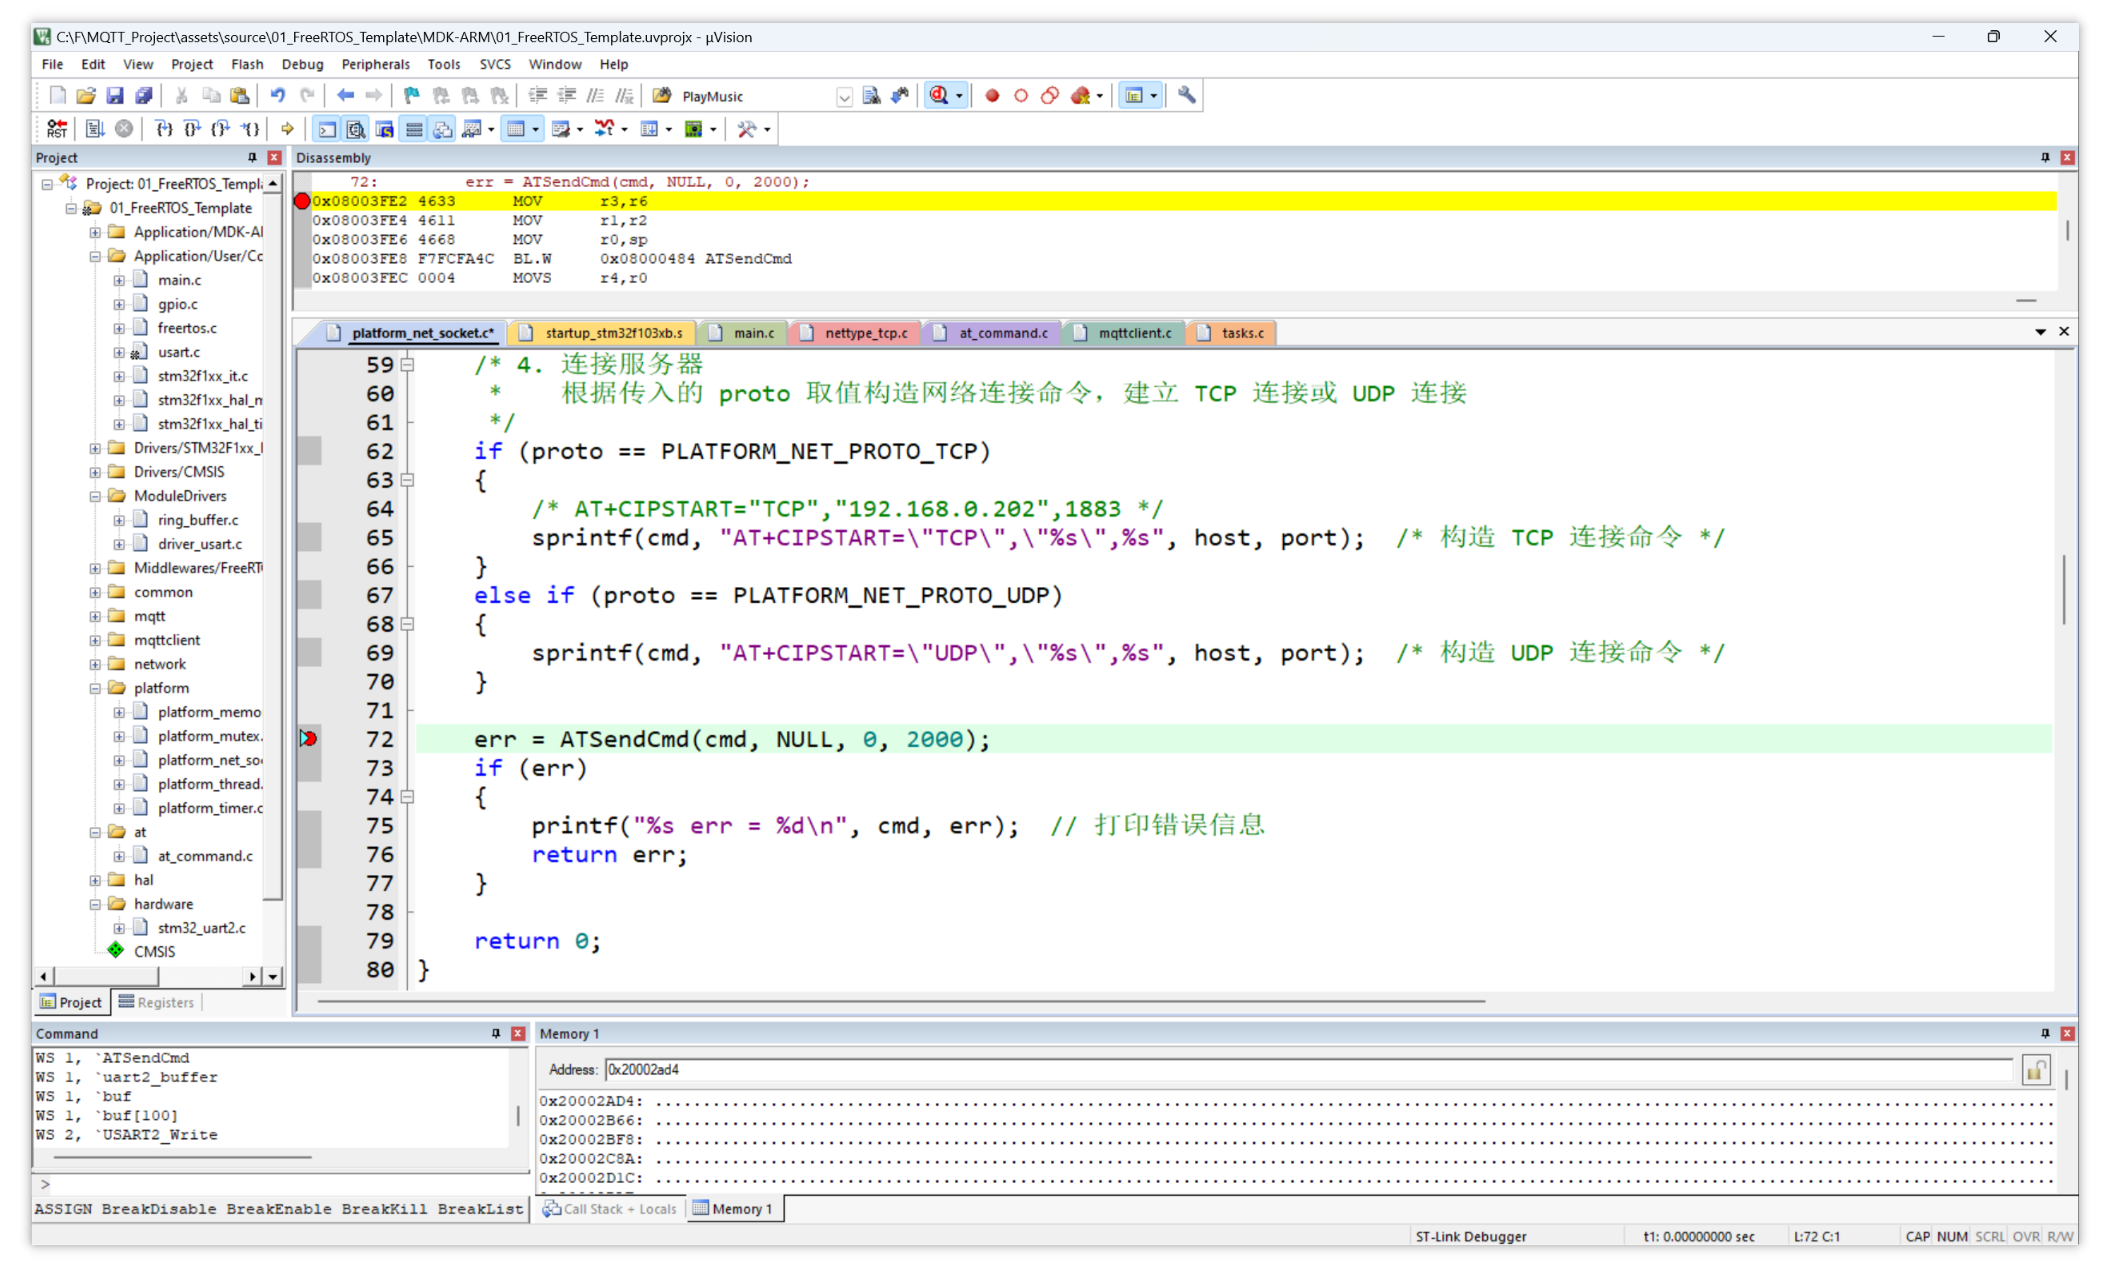 C:\F\MQTT_Project\assets\source\01_FreeRTOS_Template\MDK-ARM\01_FreeRTOS_Template.uvprojx - µVision
File Edit View Project Flash Debug Peripherals Tools SVCS Window Help
PlayMusic
RST
Project
Project: 01_FreeRTOS_Templ
01_FreeRTOS_Template
Application/MDK-AI
Application/User/Cc
main.c
gpio.c
freertos.c
usart.c
stm32f1xx_it.c
stm32f1xx_hal_m
stm32f1xx_hal_ti
Drivers/STM32F1xx_I
Drivers/CMSIS
ModuleDrivers
ring_buffer.c
driver_usart.c
Middlewares/FreeRT
common
mqtt
mqttclient
network
platform
platform_memo
platform_mutex.
platform_net_so
platform_thread.
platform_timer.c
at
at_command.c
hal
hardware
stm32_uart2.c
CMSIS
Project Registers
Disassembly
72: err = ATSendCmd(cmd, NULL, 0, 2000);
0x08003FE2 4633 MOV r3,r6
0x08003FE4 4611 MOV r1,r2
0x08003FE6 4668 MOV r0,sp
0x08003FE8 F7FCFA4C BL.W 0x08000484 ATSendCmd
0x08003FEC 0004 MOVS r4,r0
platform_net_socket.c* startup_stm32f103xb.s main.c nettype_tcp.c at_command.c mqttclient.c tasks.c
59 /* 4. 连接服务器
60 * 根据传入的 proto 取值构造网络连接命令，建立 TCP 连接或 UDP 连接
61 */
62 if (proto == PLATFORM_NET_PROTO_TCP)
63 {
64 /* AT+CIPSTART="TCP","192.168.0.202",1883 */
65 sprintf(cmd, "AT+CIPSTART=\"TCP\",\"%s\",%s", host, port); /* 构造 TCP 连接命令 */
66 }
67 else if (proto == PLATFORM_NET_PROTO_UDP)
68 {
69 sprintf(cmd, "AT+CIPSTART=\"UDP\",\"%s\",%s", host, port); /* 构造 UDP 连接命令 */
70 }
71
72 err = ATSendCmd(cmd, NULL, 0, 2000);
73 if (err)
74 {
75 printf("%s err = %d\n", cmd, err); // 打印错误信息
76 return err;
77 }
78
79 return 0;
80 }
Command
WS 1, `ATSendCmd
WS 1, `uart2_buffer
WS 1, `buf
WS 1, `buf[100]
WS 2, `USART2_Write
>
ASSIGN BreakDisable BreakEnable BreakKill BreakList
Memory 1
Address: 0x20002ad4
0x20002AD4:
0x20002B66:
0x20002BF8:
0x20002C8A:
0x20002D1C:
Call Stack + Locals Memory 1
ST-Link Debugger t1: 0.00000000 sec L:72 C:1 CAP NUM SCRL OVR R/W